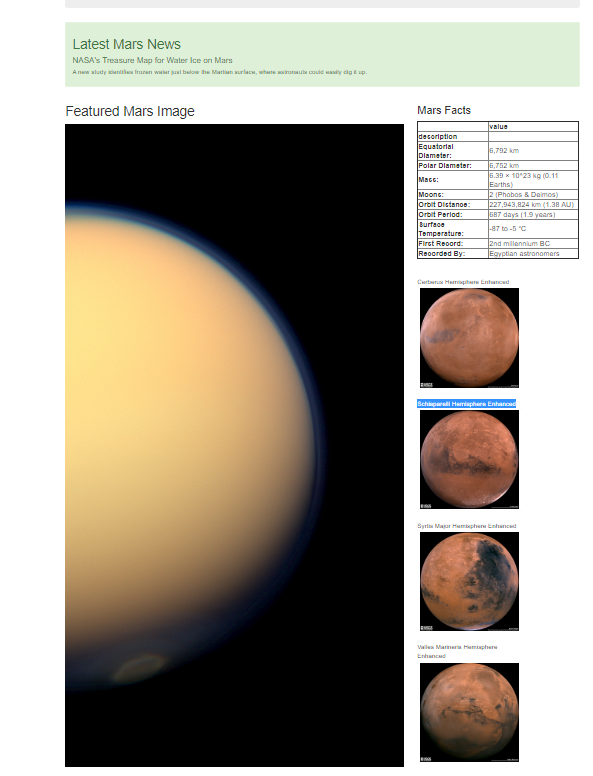 Latest Mars News
NASA's Treasure Map for Water Ice on Mars
A new study identifies frozen water just below the Martian surface, where astronauts could easily dig it up.
Featured Mars Image
Mars Facts
value
description
Equatorial
Diameter:
6,792 km
Polar Diameter:
6,752 km
Mass:
6.39 × 10^23 kg (0.11
Earths)
Moons:
2 (Phobos & Deimos)
Orbit Distance:
227,943,824 km (1.38 AU)
Orbit Period:
687 days (1.9 years)
Surface
Temperature:
-87 to -5 °C
First Record:
2nd millennium BC
Recorded By:
Egyptian astronomers
Cerberus Hemisphere Enhanced
USGS
Schiaparelli Hemisphere Enhanced
USGS
Syrtis Major Hemisphere Enhanced
USGS
Valles Marineris Hemisphere
Enhanced
USGS